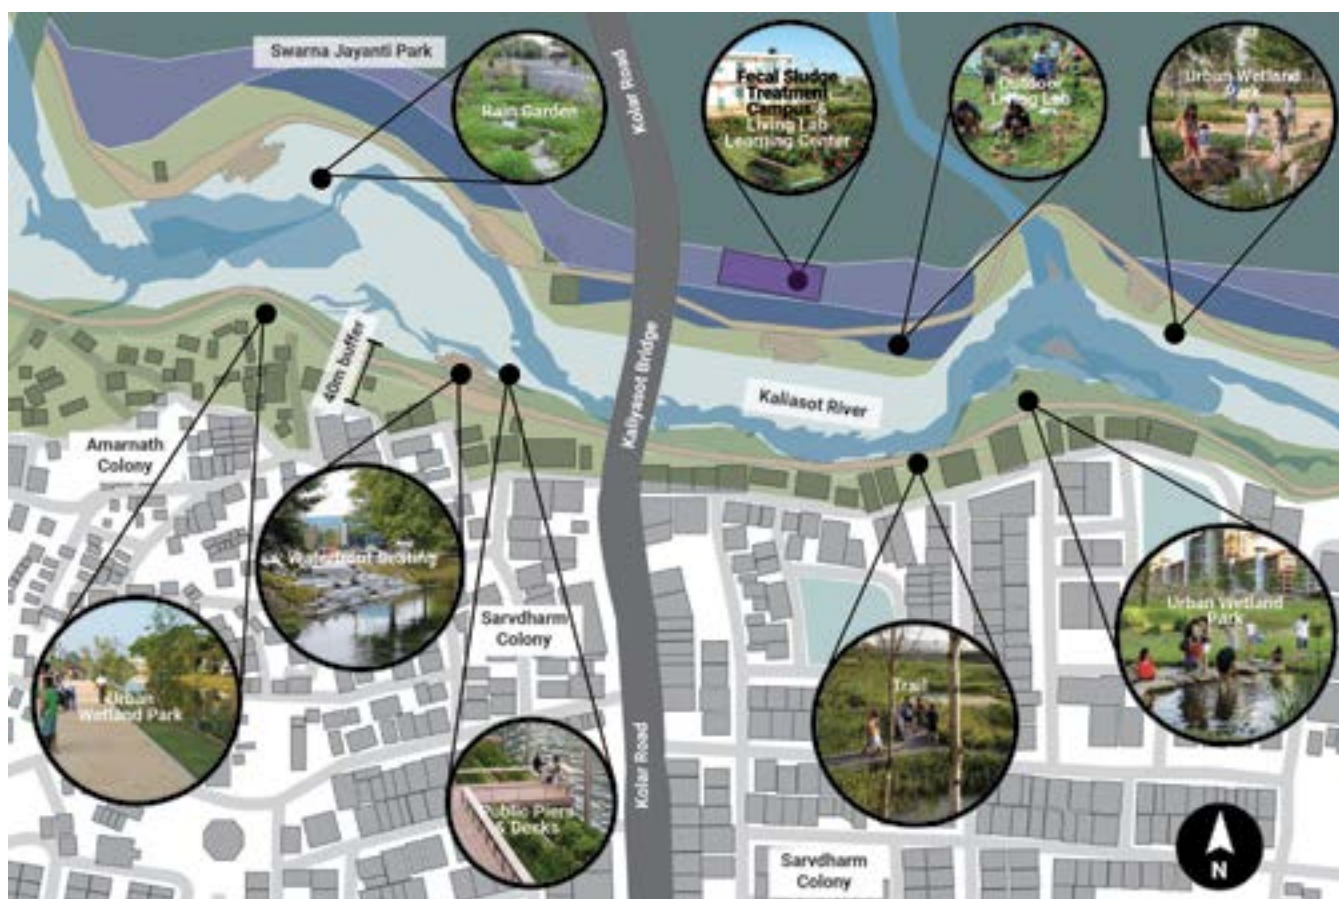 Swarna Jayanti Park
Rain Garden
Kolar Road
Fecal Sludge
Treatment
Campus &
Living Lab
Learning Center
Outdoor
Living Lab
Urban Wetland
Park
40m buffer
Kaliyasot Bridge
Kaliasot River
Amarnath
Colony
Waterfront Seating
Sarvdharm
Colony
Urban Wetland
Park
Trail
Urban
Wetland Park
Kolar Road
Public Piers
& Decks
Sarvdharm
Colony
N